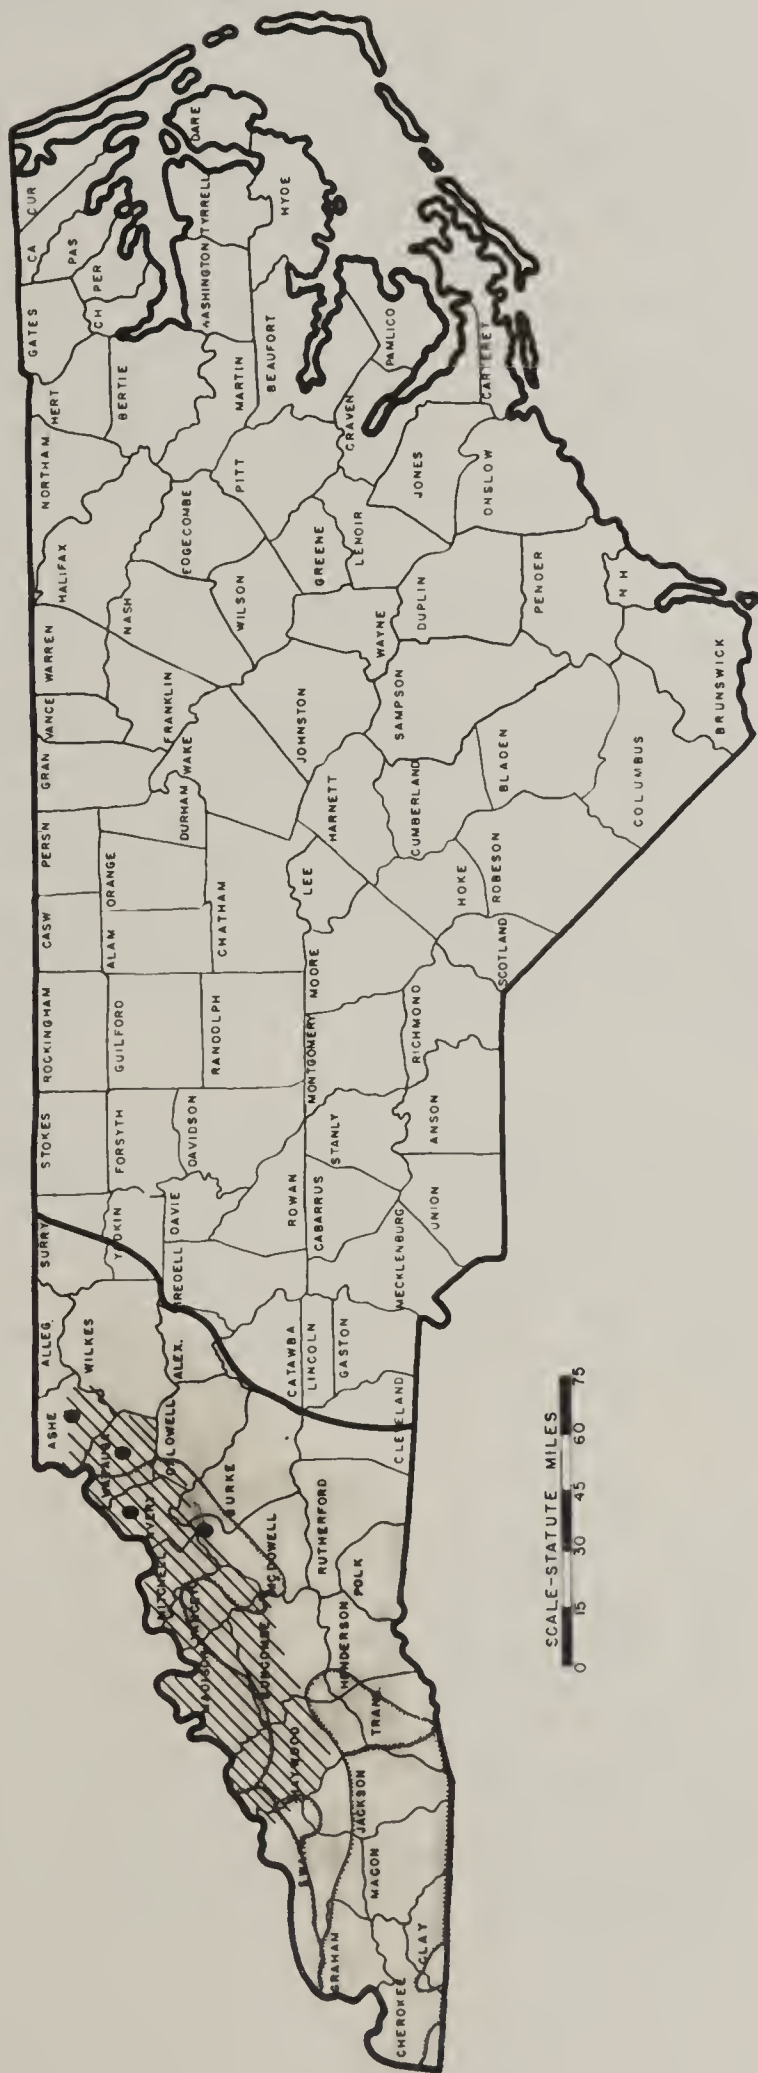 ALLEG.
SURRY
STOKES
ROCKINGHAM
CASW
PERSN
GRAN
VANCE
WARREN
HALIFAX
NORTHAM
HERT
GATES
CA
CUR
PAS
PER
CH
BERTIE
ASHE
WILKES
FORSYTH
GUILFORD
ALAM
ORANGE
DURHAM
WAKE
FRANKLIN
NASH
EDGECOMBE
MARTIN
WASHINGTON
TYRRELL
DARE
ALEX.
DAVIE
DAVIDSON
RANDOLPH
CHATHAM
JOHNSTON
WILSON
PITT
BEAUFORT
HYDE
AVERY
BURKE
CATAWBA
LINCOLN
GASTON
ROWAN
CABARRUS
STANLY
MONTGOMERY
MOORE
LEE
HARNETT
WAYNE
GREENE
LENOIR
CRAVEN
PAMLICO
MITCHELL
MADISON
BUNCOMBE
MCDOWELL
RUTHERFORD
CLEVELAND
MECKLENBURG
UNION
ANSON
RICHMOND
HOKE
CUMBERLAND
SAMPSON
DUPLIN
JONES
CARTERET
HAYWOOD
HENDERSON
POLK
SCOTLAND
ROBESON
BLADEN
PENDER
ONSLOW
SWAIN
JACKSON
TRAN.
COLUMBUS
BRUNSWICK
N H
GRAHAM
MACON
CHEROKEE
CLAY
SCALE-STATUTE MILES
0 15 30 45 60 75